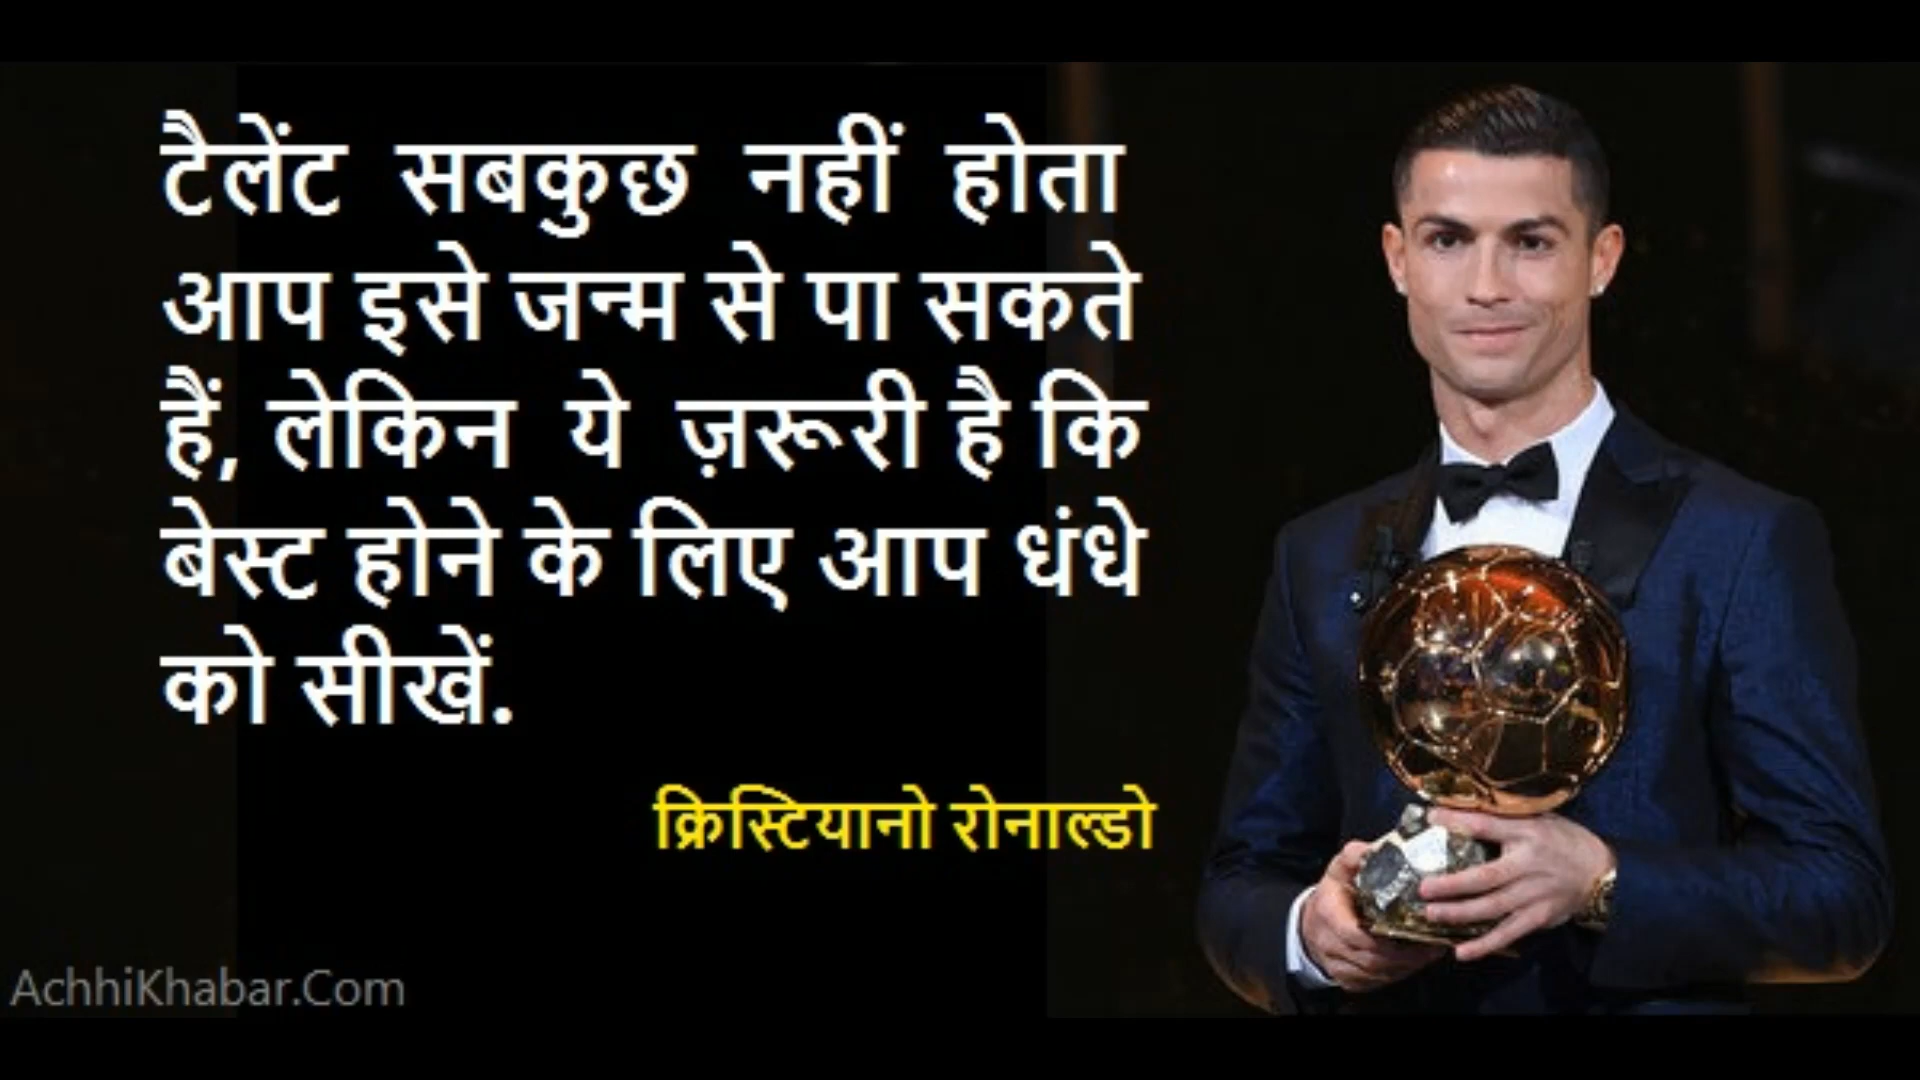 टैलेंट सबकुछ नहीं होता
आप इसे जन्म से पा सकते
हैं, लेकिन ये ज़रूरी है कि
बेस्ट होने के लिए आप धंधे
को सीखें.
क्रिस्टियानो रोनाल्डो
AchhiKhabar.Com